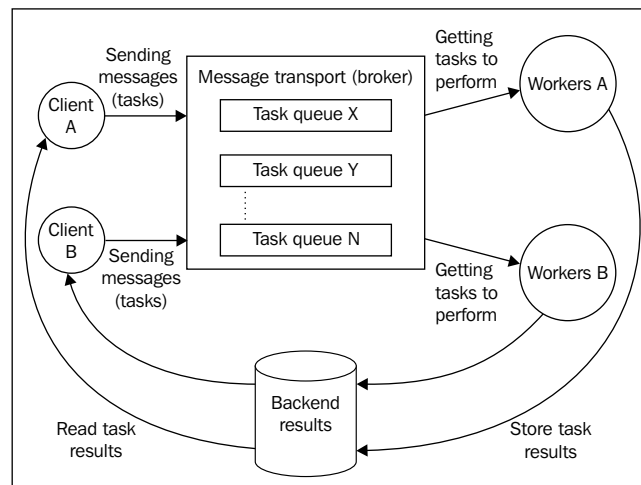 Sending
messages
(tasks)
Client
A
Message transport (broker)
Task queue X
Task queue Y
Task queue N
Getting
tasks to
perform
Workers A
Client
B
Sending
messages
(tasks)
Getting
tasks to
perform
Workers B
Backend
results
Read task
results
Store task
results